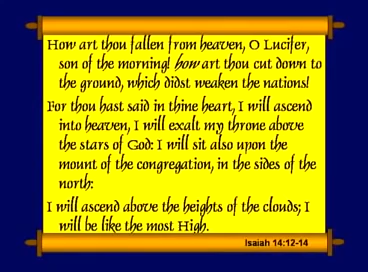 How art thou fallen from heaven, O Lucifer,
son of the morning! how art thou cut down to
the ground, which didst weaken the nations!
For thou hast said in thine heart, I will ascend
into heaven, I will exalt my throne above
the stars of God: I will sit also upon the
mount of the congregation, in the sides of the
north:
I will ascend above the heights of the clouds; I
will be like the most High.
Isaiah 14:12-14